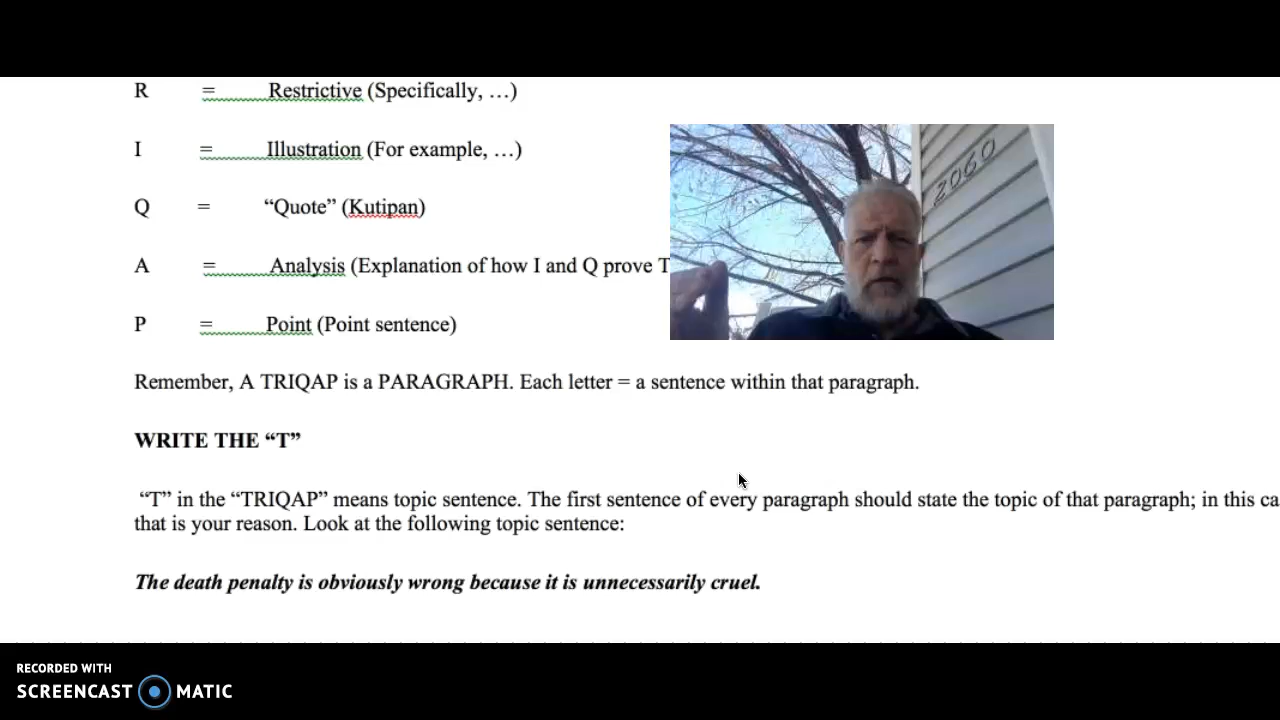 R = Restrictive (Specifically, …)
I = Illustration (For example, …)
2060
Q = “Quote” (Kutipan)
A = Analysis (Explanation of how I and Q prove T
P = Point (Point sentence)
Remember, A TRIQAP is a PARAGRAPH. Each letter = a sentence within that paragraph.
WRITE THE “T”
“T” in the “TRIQAP” means topic sentence. The first sentence of every paragraph should state the topic of that paragraph; in this ca
that is your reason. Look at the following topic sentence:
The death penalty is obviously wrong because it is unnecessarily cruel.
RECORDED WITH
SCREENCAST MATIC